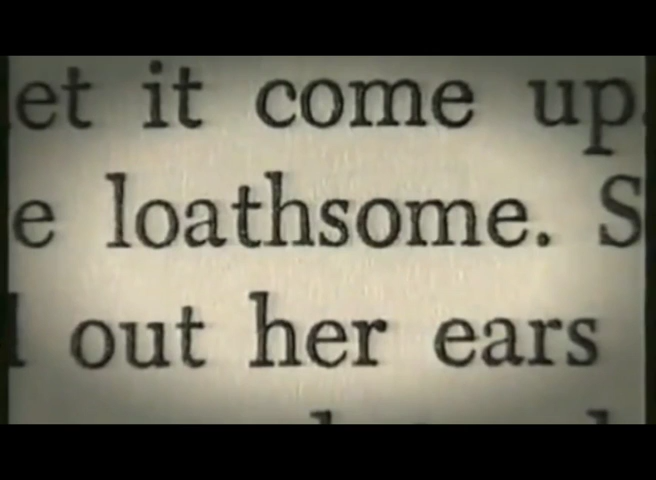 et it come up.
e loathsome. S
l out her ears